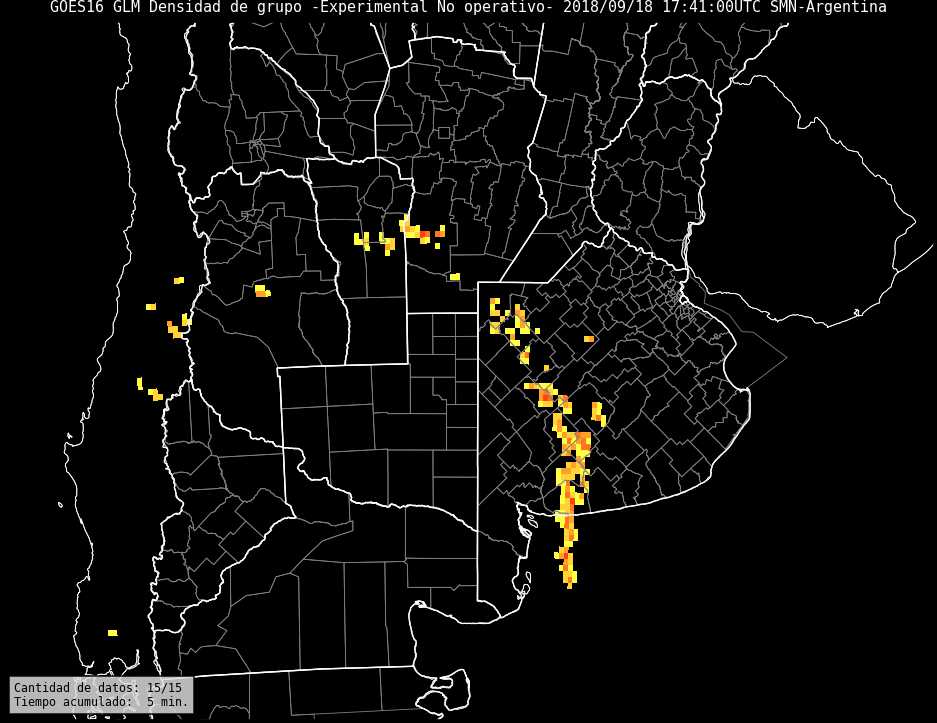 GOES16 GLM Densidad de grupo -Experimental No operativo- 2018/09/18 17:41:00UTC SMN-Argentina
Cantidad de datos: 15/15
Tiempo acumulado:  5 min.